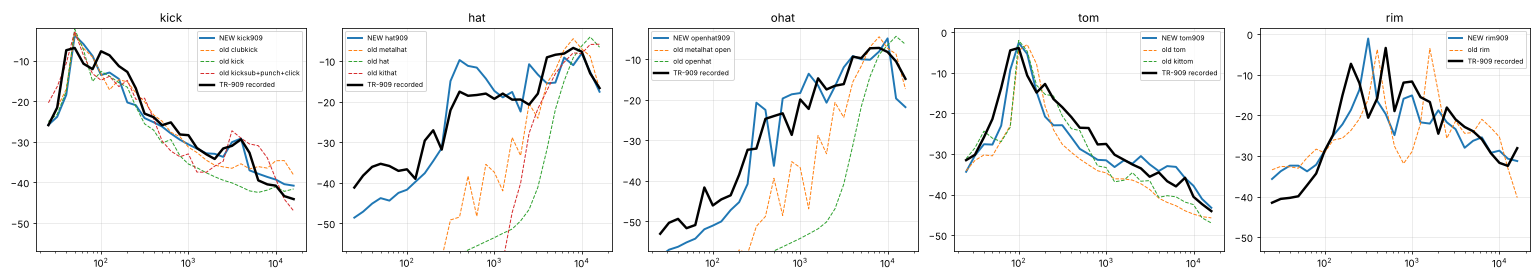 kick
NEW kick909
old clubkick
old kick
old kicksub+punch+click
TR-909 recorded
−10
−20
−30
−40
−50
10²
10³
10⁴
hat
NEW hat909
old metalhat
old hat
old kithat
TR-909 recorded
−10
−20
−30
−40
−50
10²
10³
10⁴
ohat
NEW openhat909
old metalhat open
old openhat
TR-909 recorded
−10
−20
−30
−40
−50
10²
10³
10⁴
tom
NEW tom909
old tom
old kittom
TR-909 recorded
0
−10
−20
−30
−40
−50
10²
10³
10⁴
rim
NEW rim909
old rim
TR-909 recorded
0
−10
−20
−30
−40
−50
10²
10³
10⁴